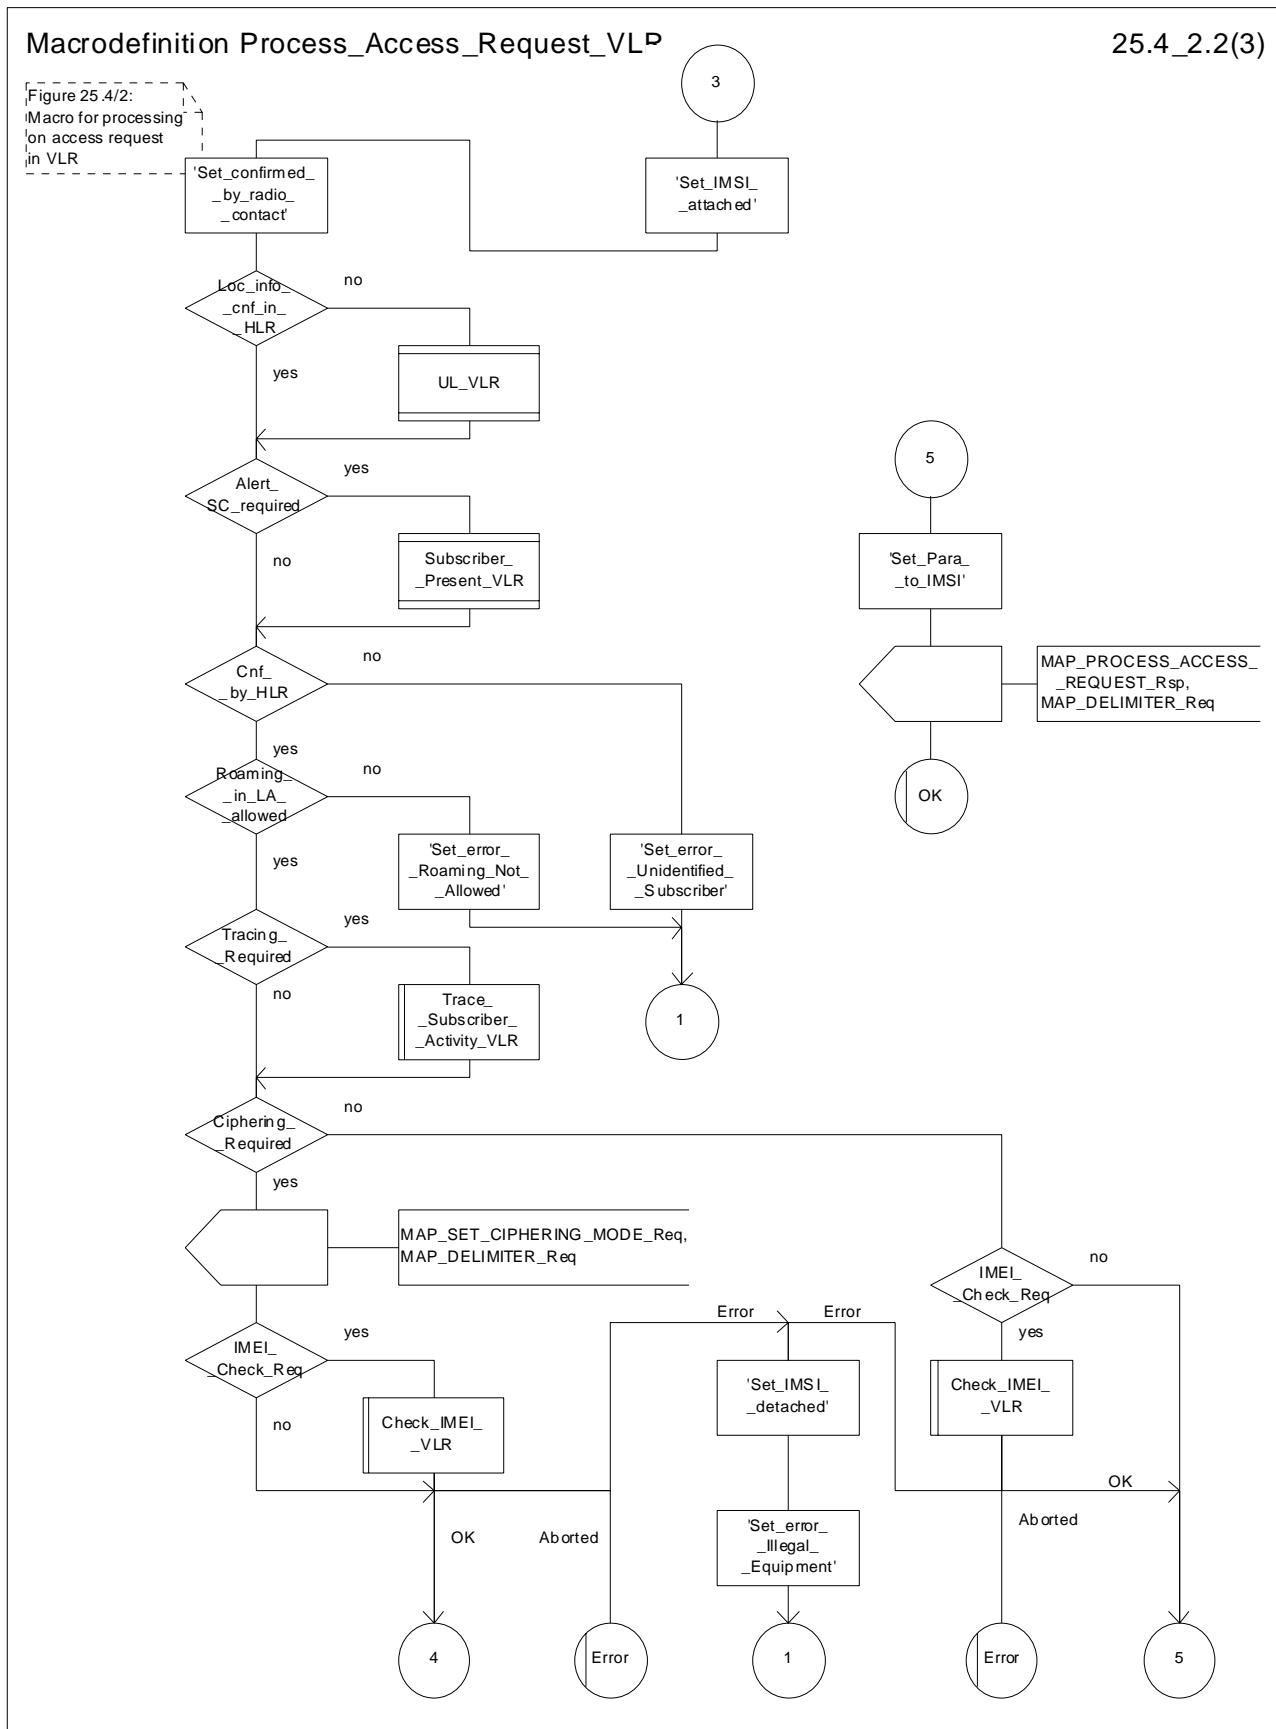 Macrodefinition Process_Access_Request_VLR
25.4_2.2(3)
Figure 25.4/2:
Macro for processing
on access request
in VLR
3
'Set_confirmed_
_by_radio_
_contact'
'Set_IMSI_
_attached'
Loc_info_
_cnf_in_
_HLR
no
yes
UL_VLR
Alert_
SC_required
yes
no
Subscriber_
_Present_VLR
5
'Set_Para_
_to_IMSI'
MAP_PROCESS_ACCESS_
_REQUEST_Rsp,
MAP_DELIMITER_Req
OK
Cnf_
_by_HLR
no
yes
Roaming_
_in_LA_
_allowed
no
yes
'Set_error_
_Roaming_Not_
_Allowed'
'Set_error_
_Unidentified_
_Subscriber'
Tracing_
_Required
yes
no
Trace_
_Subscriber_
_Activity_VLR
1
Ciphering_
_Required
no
yes
MAP_SET_CIPHERING_MODE_Req,
MAP_DELIMITER_Req
IMEI_
_Check_Req
no
yes
IMEI_
_Check_Req
yes
no
Error
Error
'Set_IMSI_
_detached'
Check_IMEI_
_VLR
Check_IMEI_
_VLR
OK
Aborted
'Set_error_
_Illegal_
_Equipment'
OK
Aborted
4
Error
1
Error
5